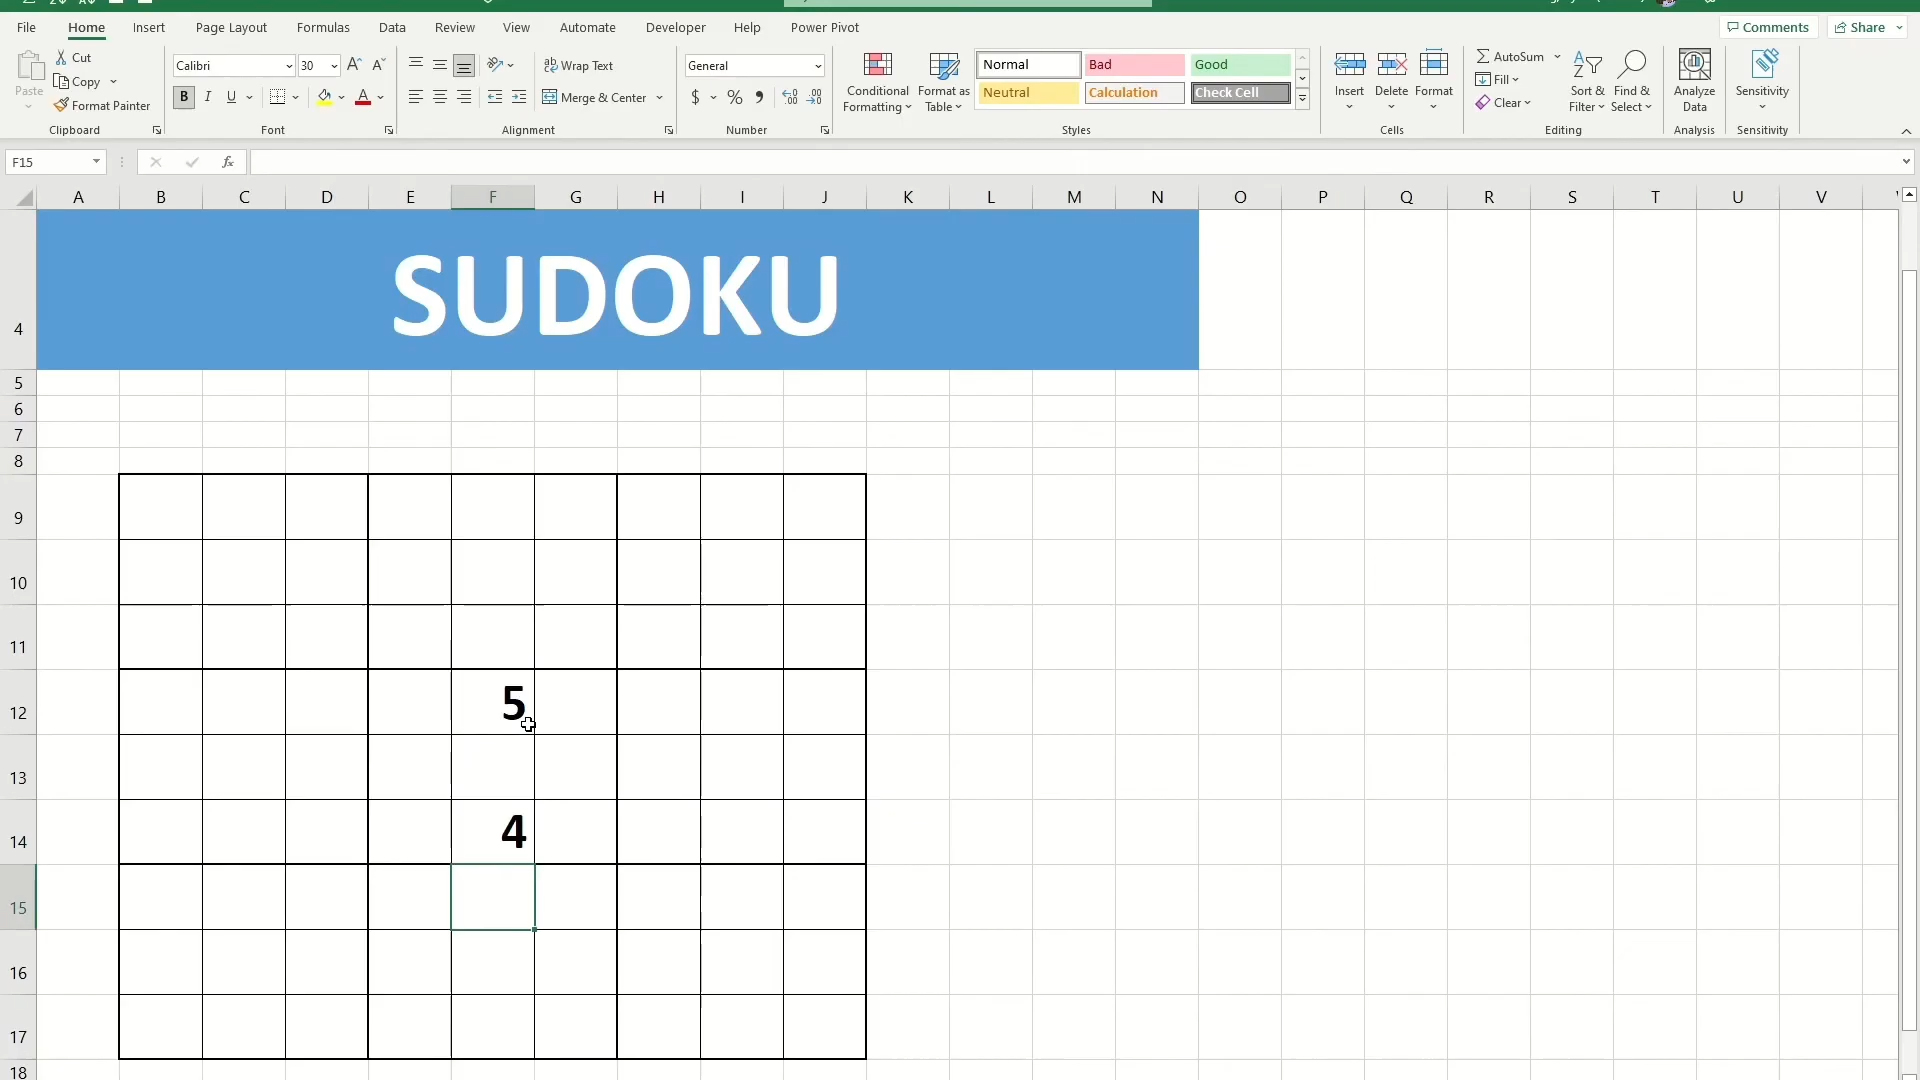 File Home Insert Page Layout Formulas Data Review View Automate Developer Help Power Pivot Comments Share
Paste Cut Copy Format Painter
Clipboard
Calibri 30 A A
B I U A
Font
ab Wrap Text
Merge & Center
Alignment
General
$ % 9 .00
Number
Conditional Formatting
Format as Table
Normal Bad Good
Neutral Calculation Check Cell
Styles
Insert Delete Format
Cells
AutoSum
Fill
Clear
Sort & Filter
Find & Select
Editing
Analyze Data
Analysis
Sensitivity
Sensitivity
F15 fx
A B C D E F G H I J K L M N O P Q R S T U V
4 SUDOKU
5
6
7
8
9
10
11
12 5
13
14 4
15
16
17
18